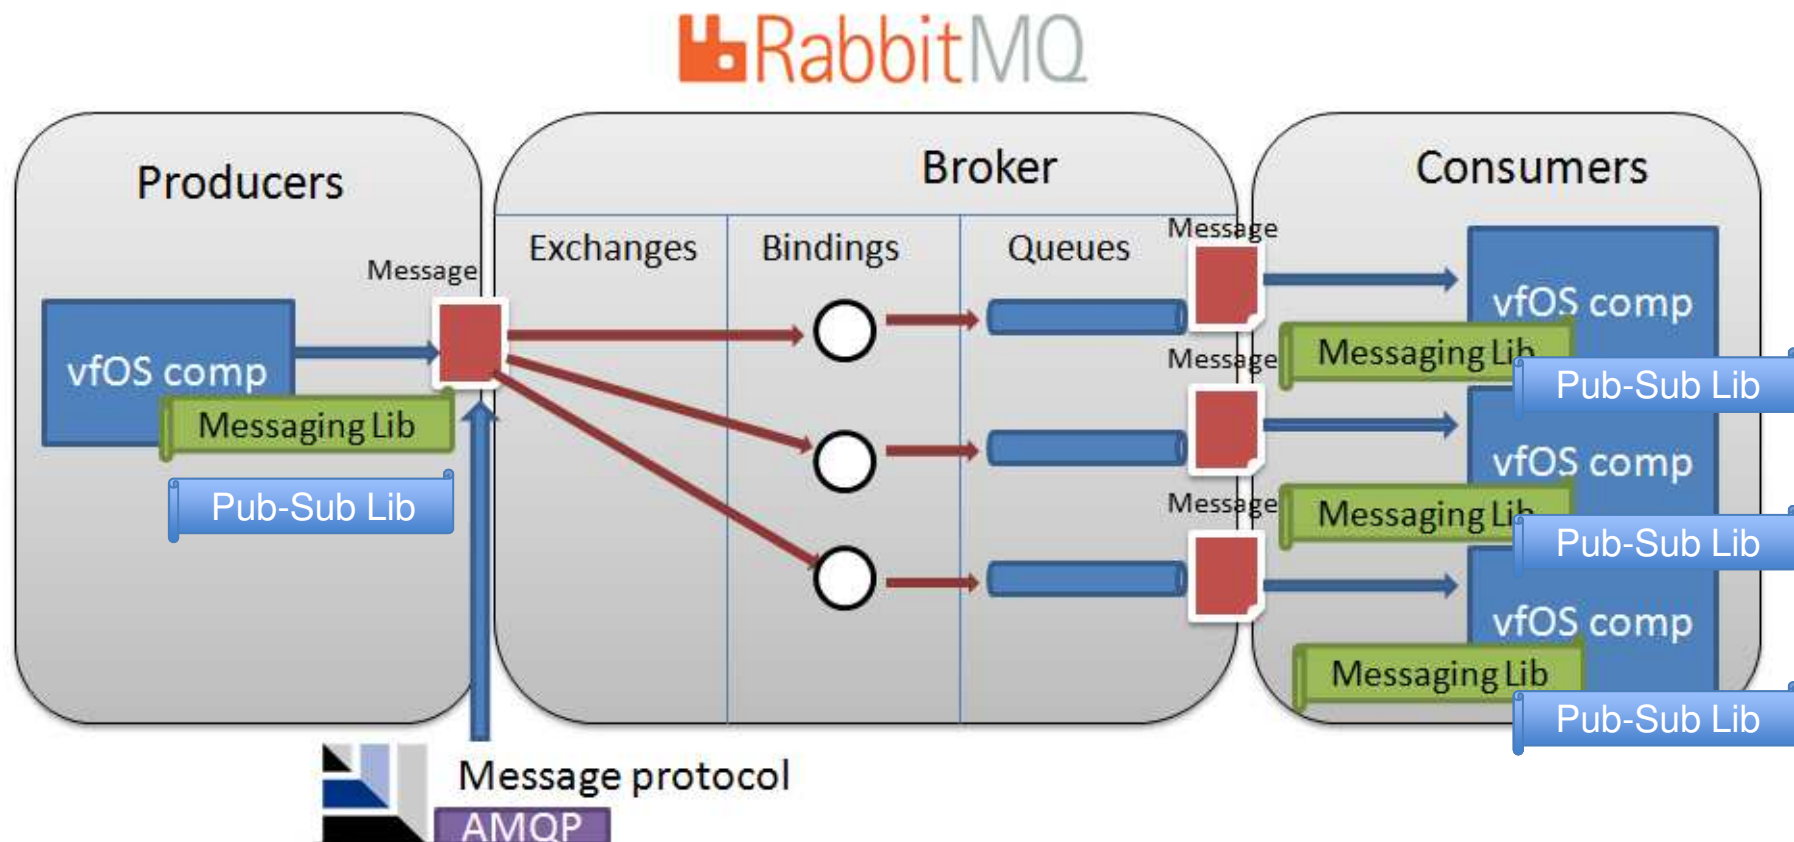 RabbitMQ
Producers
Message
vfOS comp
Messaging Lib
Pub-Sub Lib
Broker
Exchanges
Bindings
Queues
Message
Message
Message
Consumers
vfOS comp
Messaging Lib
Pub-Sub Lib
vfOS comp
Messaging Lib
Pub-Sub Lib
vfOS comp
Messaging Lib
Pub-Sub Lib
Message protocol
AMQP